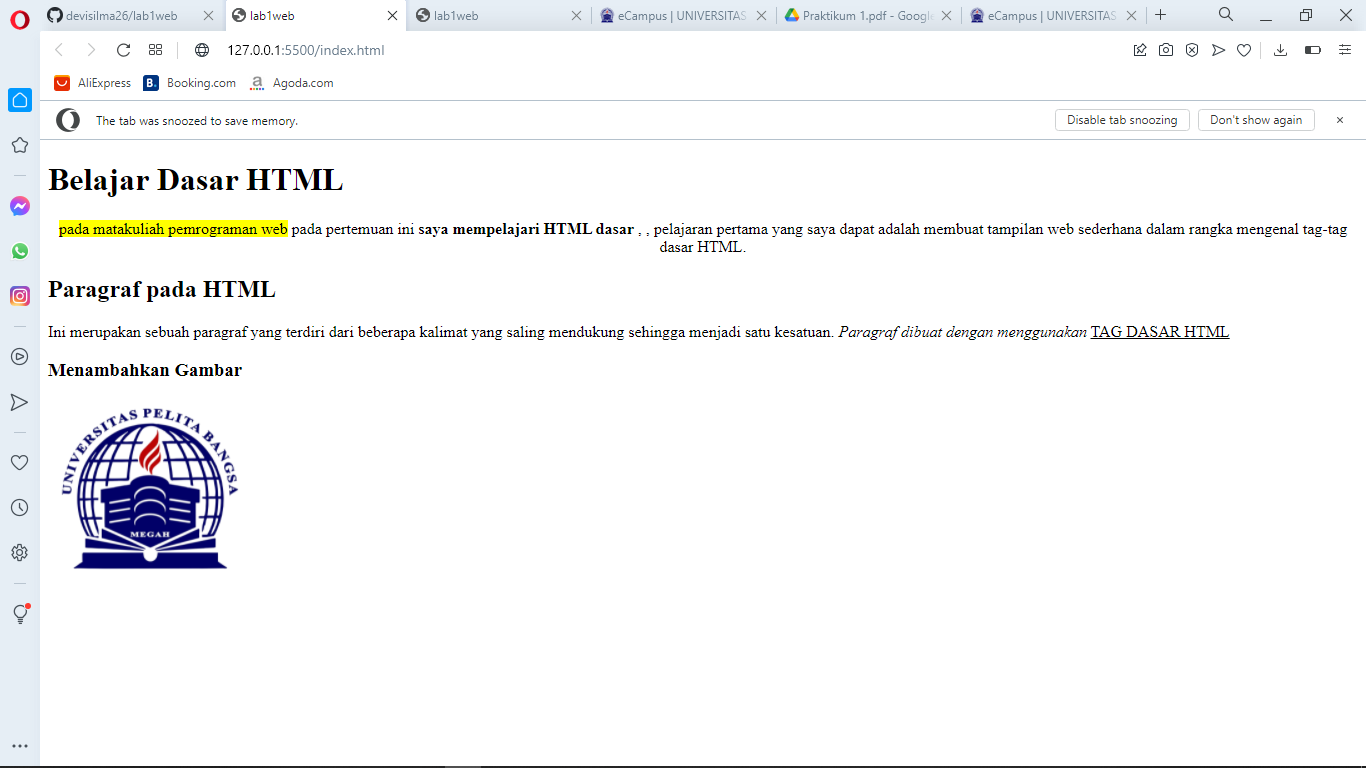 devisilma26/lab1web
lab1web
lab1web
eCampus | UNIVERSITAS
Praktikum 1.pdf - Google
eCampus | UNIVERSITAS
127.0.0.1:5500/index.html
AliExpress
B. Booking.com
a Agoda.com
The tab was snoozed to save memory.
Disable tab snoozing
Don't show again
Belajar Dasar HTML
pada matakuliah pemrograman web pada pertemuan ini saya mempelajari HTML dasar , , pelajaran pertama yang saya dapat adalah membuat tampilan web sederhana dalam rangka mengenal tag-tag
dasar HTML.
Paragraf pada HTML
Ini merupakan sebuah paragraf yang terdiri dari beberapa kalimat yang saling mendukung sehingga menjadi satu kesatuan. Paragraf dibuat dengan menggunakan TAG DASAR HTML
Menambahkan Gambar
UNIVERSITAS PELITA BANGSA
MEGAH